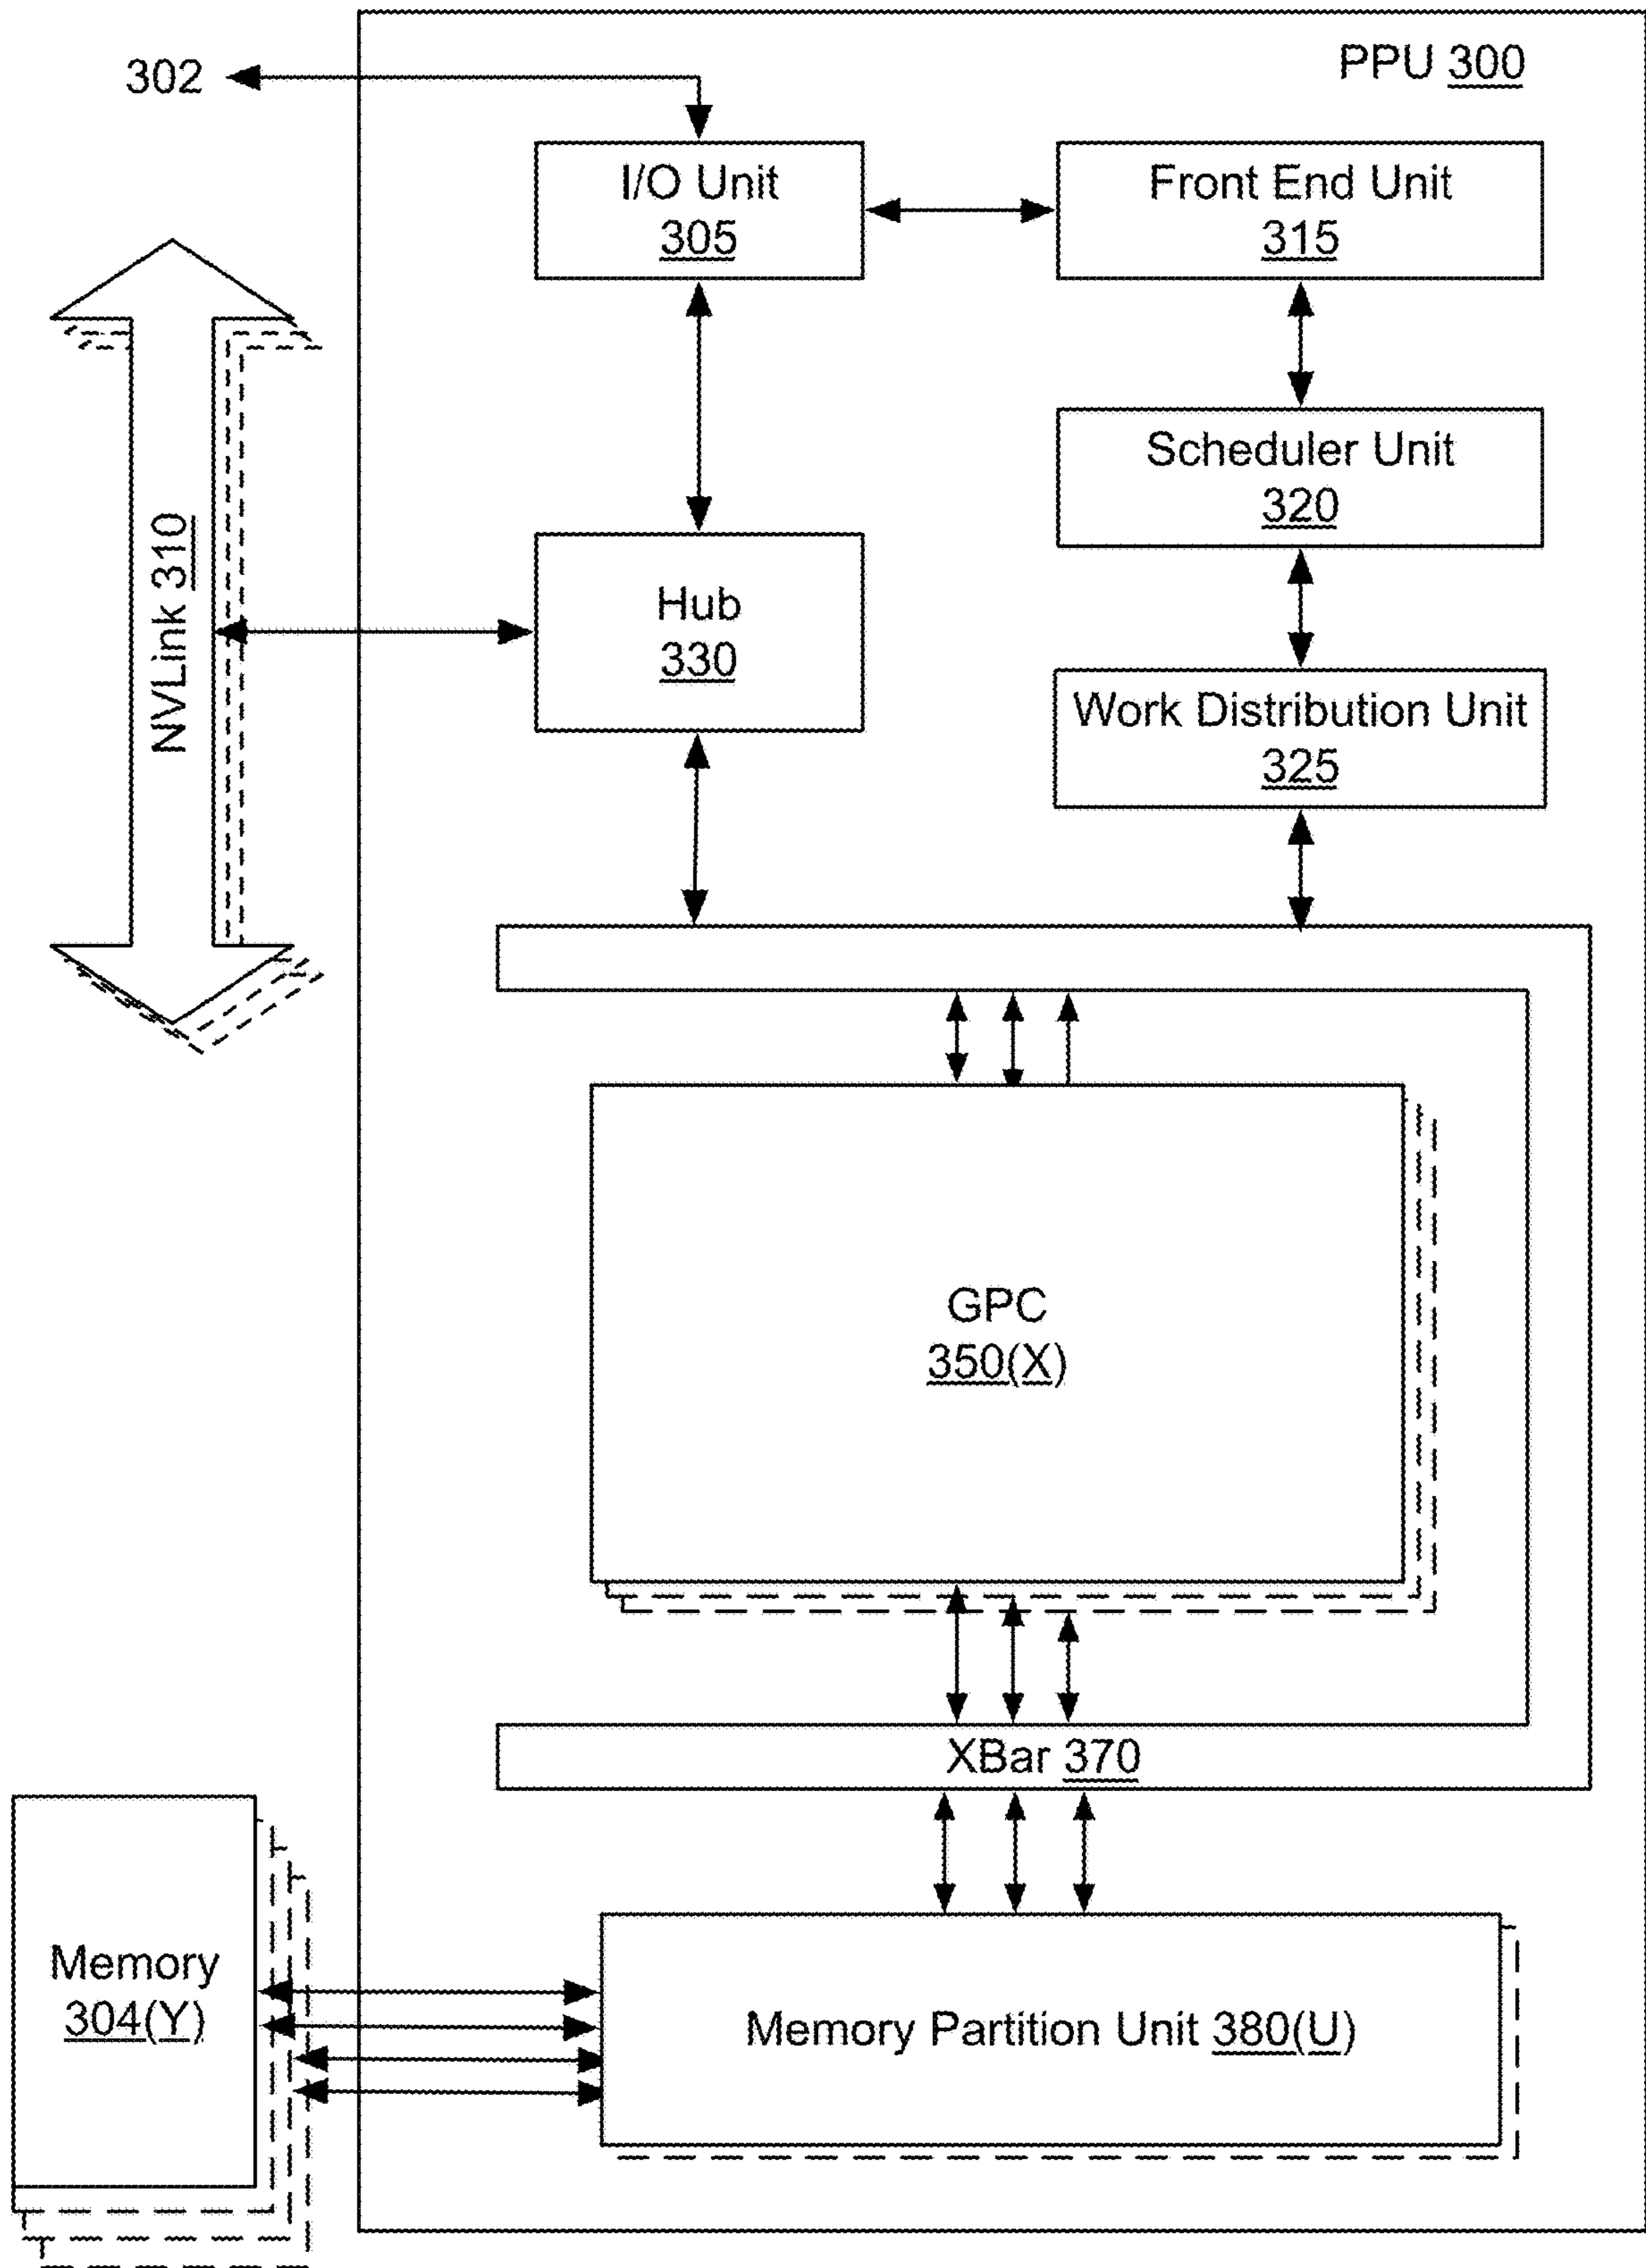 302
PPU 300
I/O Unit
305
Front End Unit
315
Scheduler Unit
320
NVLink 310
Hub
330
Work Distribution Unit
325
GPC
350(X)
XBar 370
Memory
304(Y)
Memory Partition Unit 380(U)